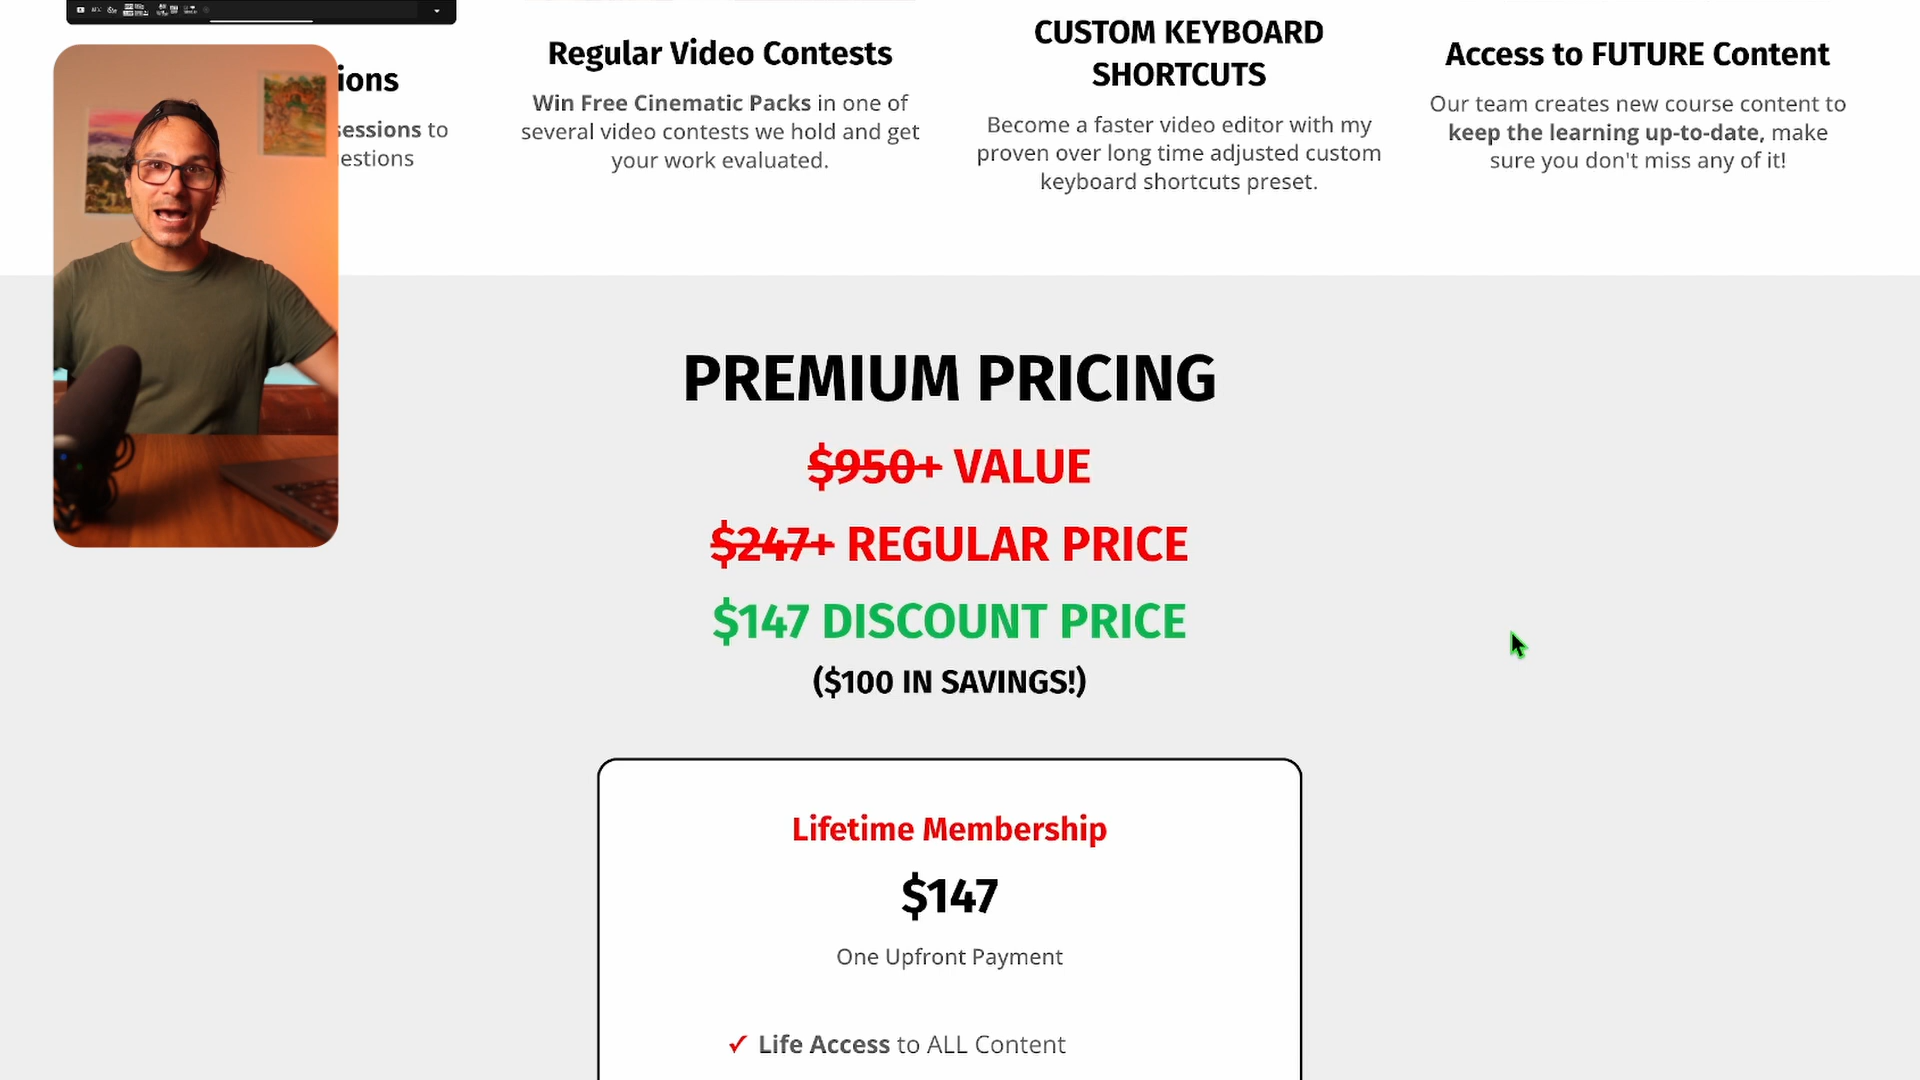 ions
sessions to
estions
Regular Video Contests
Win Free Cinematic Packs in one of
several video contests we hold and get
your work evaluated.
CUSTOM KEYBOARD
SHORTCUTS
Become a faster video editor with my
proven over long time adjusted custom
keyboard shortcuts preset.
Access to FUTURE Content
Our team creates new course content to
keep the learning up-to-date, make
sure you don't miss any of it!
PREMIUM PRICING
$950+ VALUE
$247+ REGULAR PRICE
$147 DISCOUNT PRICE
($100 IN SAVINGS!)
Lifetime Membership
$147
One Upfront Payment
✓ Life Access to ALL Content